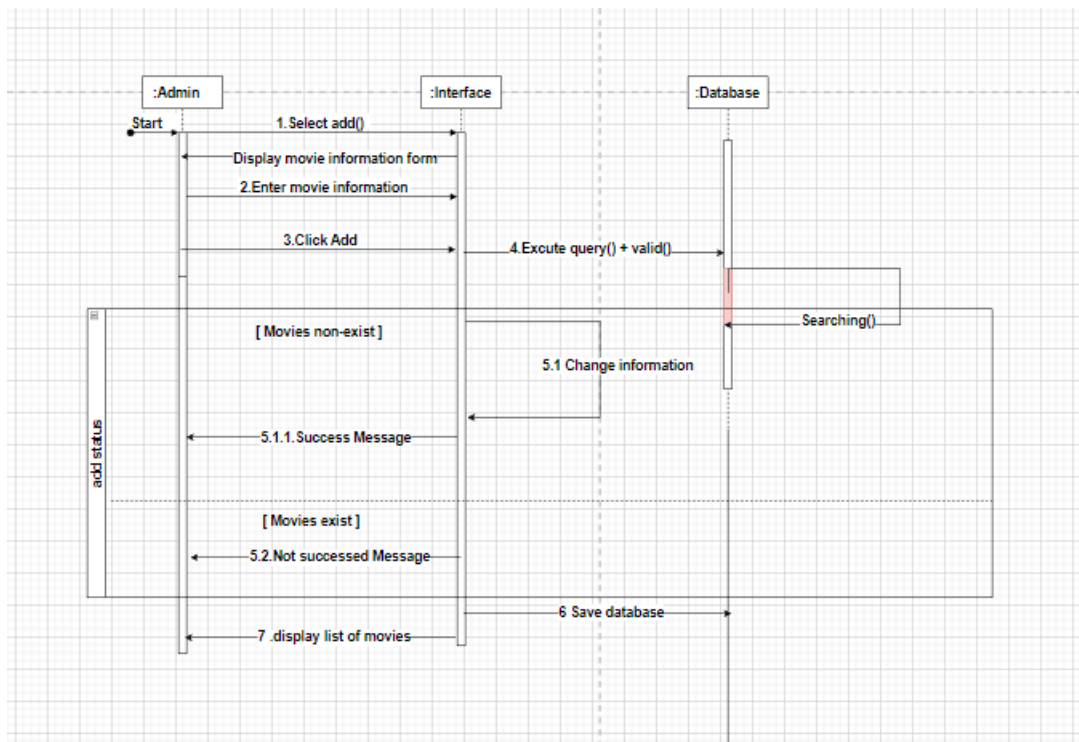 :Admin
:Interface
:Database
Start
1.Select add()
Display movie information form
2.Enter movie information
3.Click Add
4.Excute query() + valid()
Searching()
[ Movies non-exist ]
5.1 Change information
5.1.1.Success Message
add status
[ Movies exist ]
5.2.Not successed Message
6 Save database
7 .display list of movies